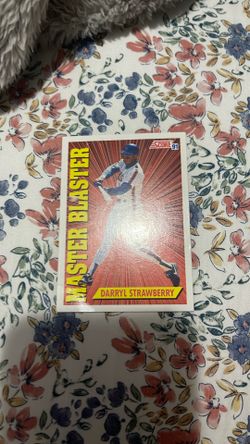 MASTER BLASTER
SCORE 91
DARRYL STRAWBERRY